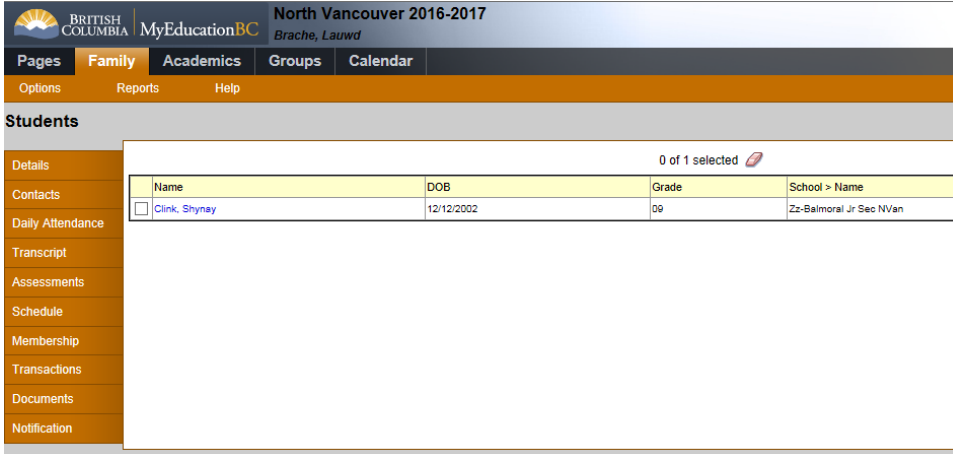 BRITISH COLUMBIA MyEducationBC North Vancouver 2016-2017
Brache, Lauwd
Pages Family Academics Groups Calendar
Options Reports Help
Students
Details
Contacts
Daily Attendance
Transcript
Assessments
Schedule
Membership
Transactions
Documents
Notification
0 of 1 selected
Name DOB Grade School > Name
Clink, Shynay 12/12/2002 09 Zz-Balmoral Jr Sec NVan